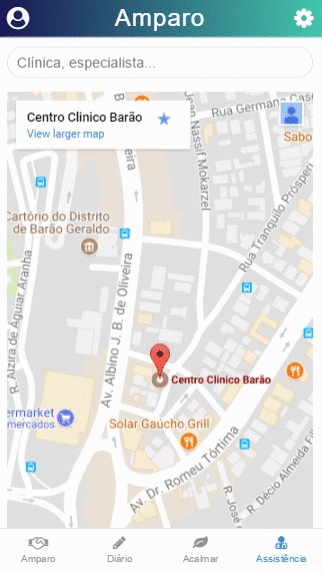 Amparo
Clínica, especialista...
Centro Clinico Barão
View larger map
Rua Germano Cas
Jean Nassif Mokarzel
Sabo
Cartório do Distrito
de Barão Geraldo
Barreto
R. Alzira de Aguiar Aranha
Av. Albino J. B. de Oliveira
Rua Tranquilo Prósper
Centro Clinico Barão
ermarket
mercados
Solar Gaúcho Grill
Av. Dr. Romeu Tórtima
R. José
R. Décio Almeida Fil
Amparo
Diário
Acalmar
Assistência